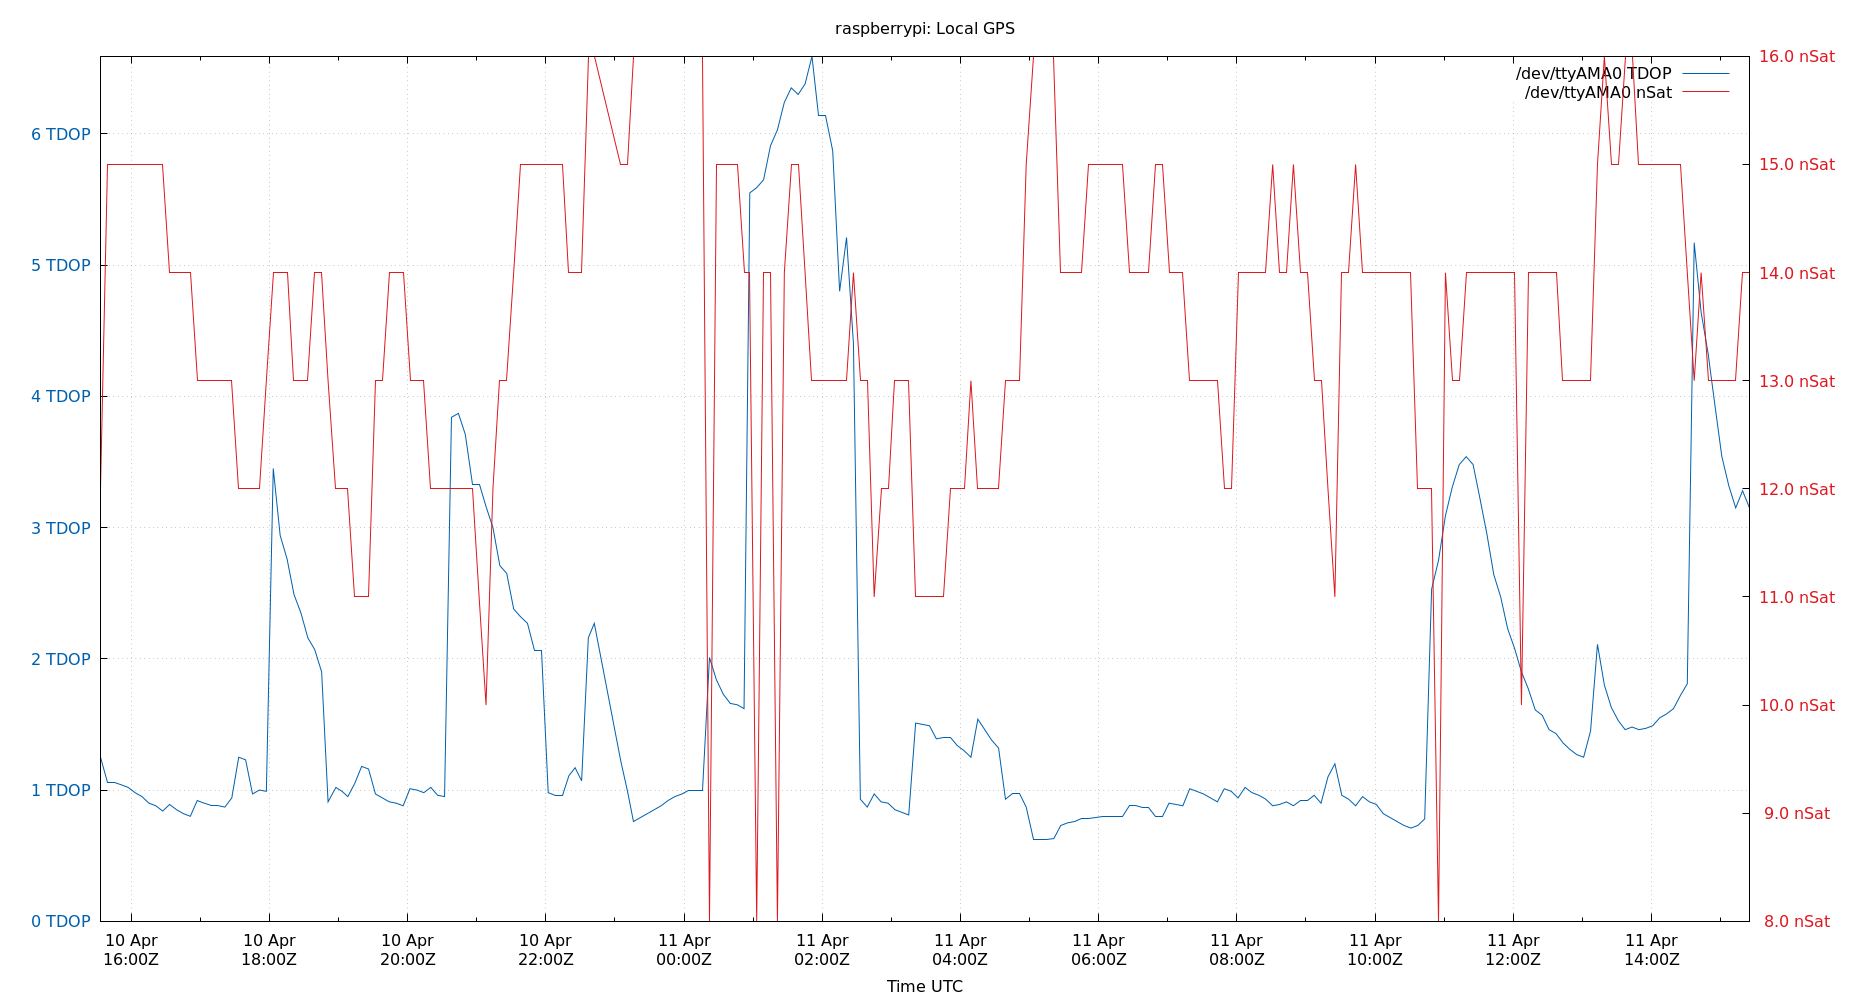 raspberrypi: Local GPS
/dev/ttyAMA0 TDOP
/dev/ttyAMA0 nSat
6 TDOP
5 TDOP
4 TDOP
3 TDOP
2 TDOP
1 TDOP
0 TDOP
16.0 nSat
15.0 nSat
14.0 nSat
13.0 nSat
12.0 nSat
11.0 nSat
10.0 nSat
9.0 nSat
8.0 nSat
10 Apr 10 Apr 10 Apr 10 Apr 11 Apr 11 Apr 11 Apr 11 Apr 11 Apr 11 Apr 11 Apr 11 Apr
16:00Z 18:00Z 20:00Z 22:00Z 00:00Z 02:00Z 04:00Z 06:00Z 08:00Z 10:00Z 12:00Z 14:00Z
Time UTC